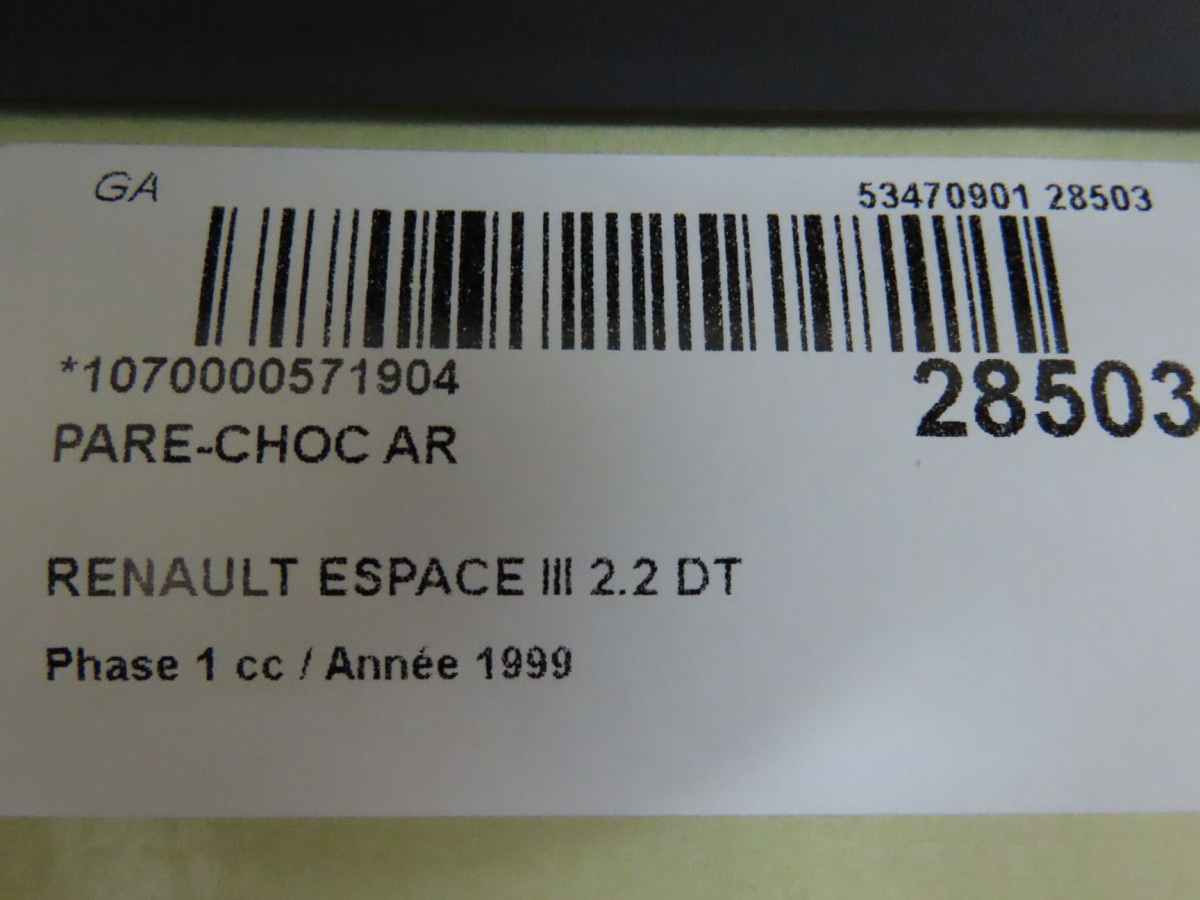 GA 53470901 28503
*1070000571904 28503
PARE-CHOC AR
RENAULT ESPACE III 2.2 DT
Phase 1 cc / Année 1999